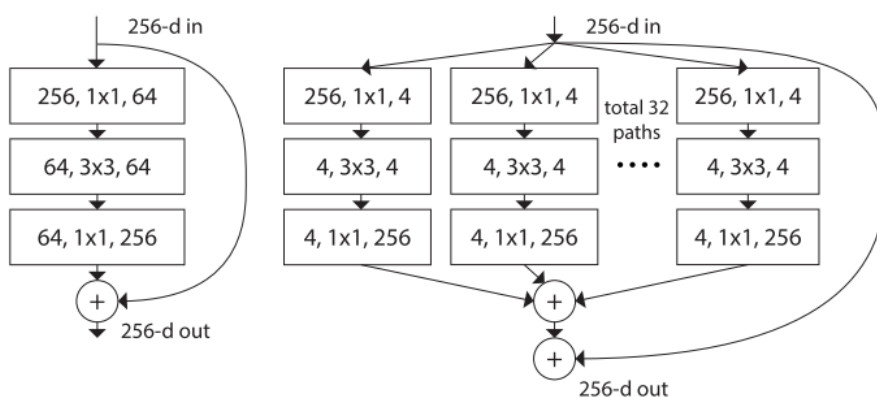 256-d in
256, 1x1, 64
64, 3x3, 64
64, 1x1, 256
+
256-d out
256-d in
256, 1x1, 4
256, 1x1, 4
total 32
paths
256, 1x1, 4
4, 3x3, 4
4, 3x3, 4
....
4, 3x3, 4
4, 1x1, 256
4, 1x1, 256
4, 1x1, 256
+
+
256-d out